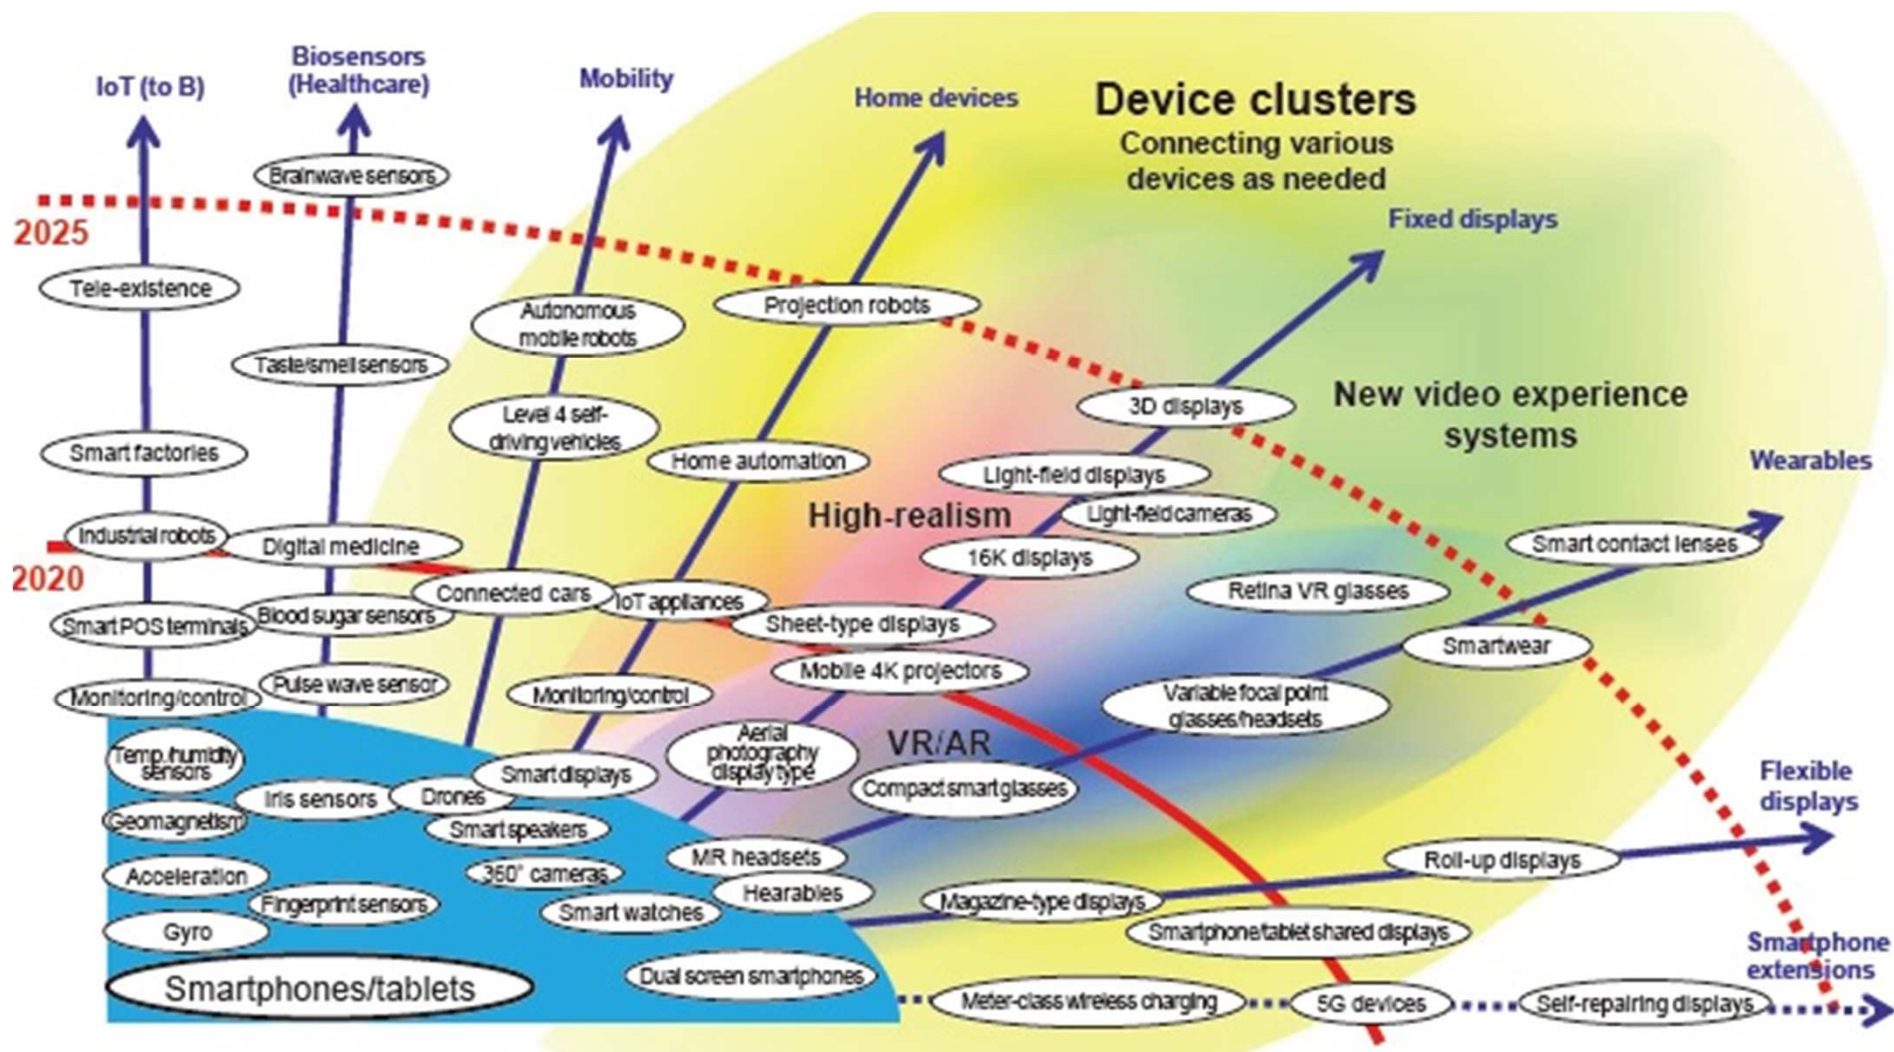 IoT (to B)
Biosensors
(Healthcare)
Mobility
Home devices
Device clusters
Connecting various
devices as needed
Fixed displays
Brainwave sensors
2025
Tele-existence
Autonomous
mobile robots
Projection robots
Taste/smell sensors
3D displays
New video experience
systems
Level 4 self-
driving vehicles
Smart factories
Home automation
Light-field displays
Wearables
High-realism
Light-field cameras
Industrial robots
Digital medicine
16K displays
Smart contact lenses
2020
Connected cars
IoT appliances
Retina VR glasses
Smart POS terminals
Blood sugar sensors
Sheet-type displays
Smartwear
Mobile 4K projectors
Monitoring/control
Pulse wave sensor
Monitoring/control
Variable focal point
glasses/headsets
Aerial
photography
display type
VR/AR
Temp./humidity
sensors
Smart displays
Compact smart glasses
Flexible
displays
Iris sensors
Drones
Geomagnetism
Smart speakers
MR headsets
Roll-up displays
Acceleration
360° cameras
Hearables
Magazine-type displays
Fingerprint sensors
Smart watches
Gyro
Smartphone/tablet shared displays
Smartphone
extensions
Smartphones/tablets
Dual screen smartphones
Meter-class wireless charging
5G devices
Self-repairing displays